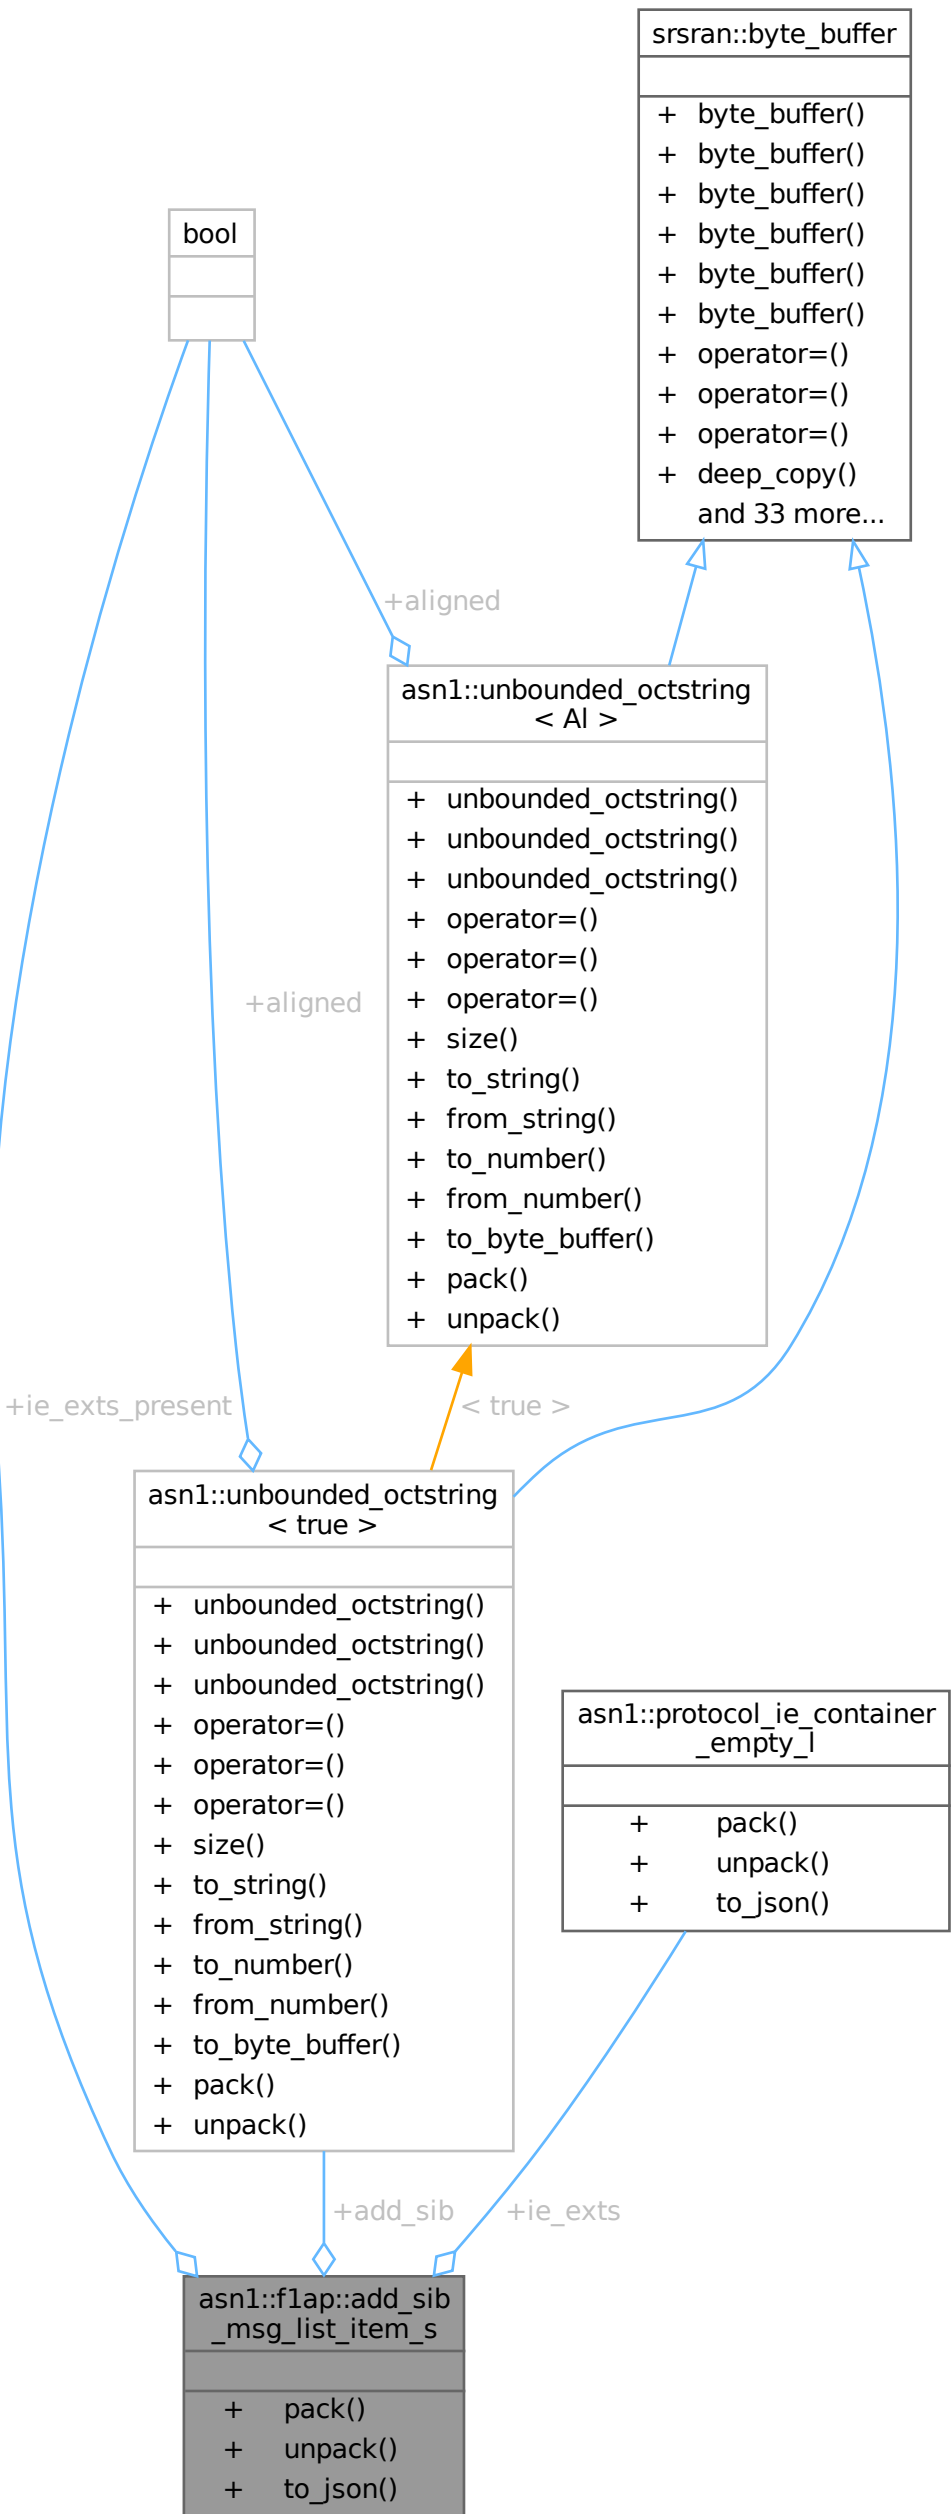 srsran::byte_buffer
+ byte_buffer()
+ byte_buffer()
+ byte_buffer()
+ byte_buffer()
+ byte_buffer()
+ byte_buffer()
+ operator=()
+ operator=()
+ operator=()
+ deep_copy()
and 33 more...
bool
+aligned
asn1::unbounded_octstring
< Al >
+ unbounded_octstring()
+ unbounded_octstring()
+ unbounded_octstring()
+ operator=()
+ operator=()
+ operator=()
+ size()
+ to_string()
+ from_string()
+ to_number()
+ from_number()
+ to_byte_buffer()
+ pack()
+ unpack()
+aligned
+ie_exts_present
< true >
asn1::unbounded_octstring
< true >
+ unbounded_octstring()
+ unbounded_octstring()
+ unbounded_octstring()
+ operator=()
+ operator=()
+ operator=()
+ size()
+ to_string()
+ from_string()
+ to_number()
+ from_number()
+ to_byte_buffer()
+ pack()
+ unpack()
asn1::protocol_ie_container
_empty_l
+ pack()
+ unpack()
+ to_json()
+add_sib
+ie_exts
asn1::f1ap::add_sib
_msg_list_item_s
+ pack()
+ unpack()
+ to_json()